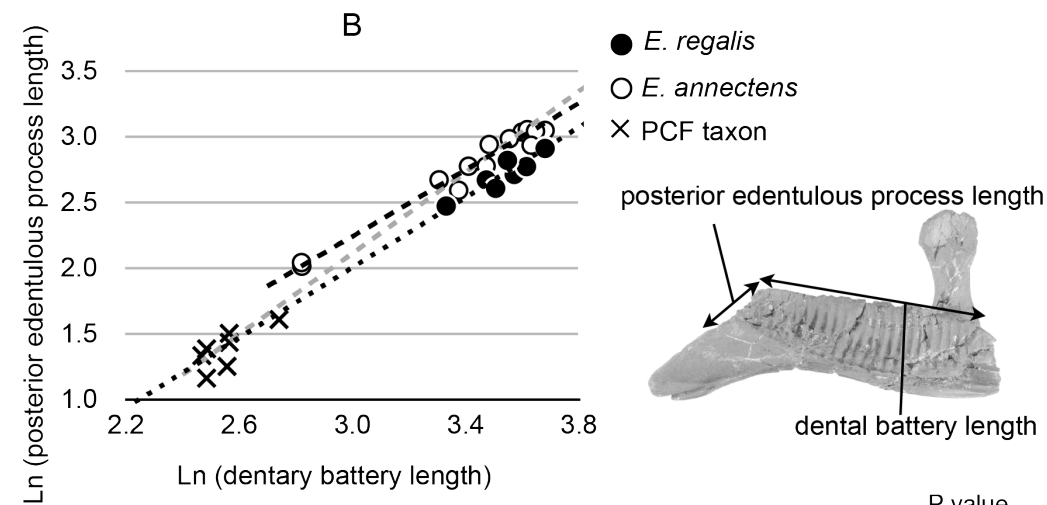 B
Ln (posterior edentulous process length)
3.5
3.0
2.5
2.0
1.5
1.0
2.2 2.6 3.0 3.4 3.8
Ln (dentary battery length)
E. regalis
E. annectens
PCF taxon
posterior edentulous process length
dental battery length
P value